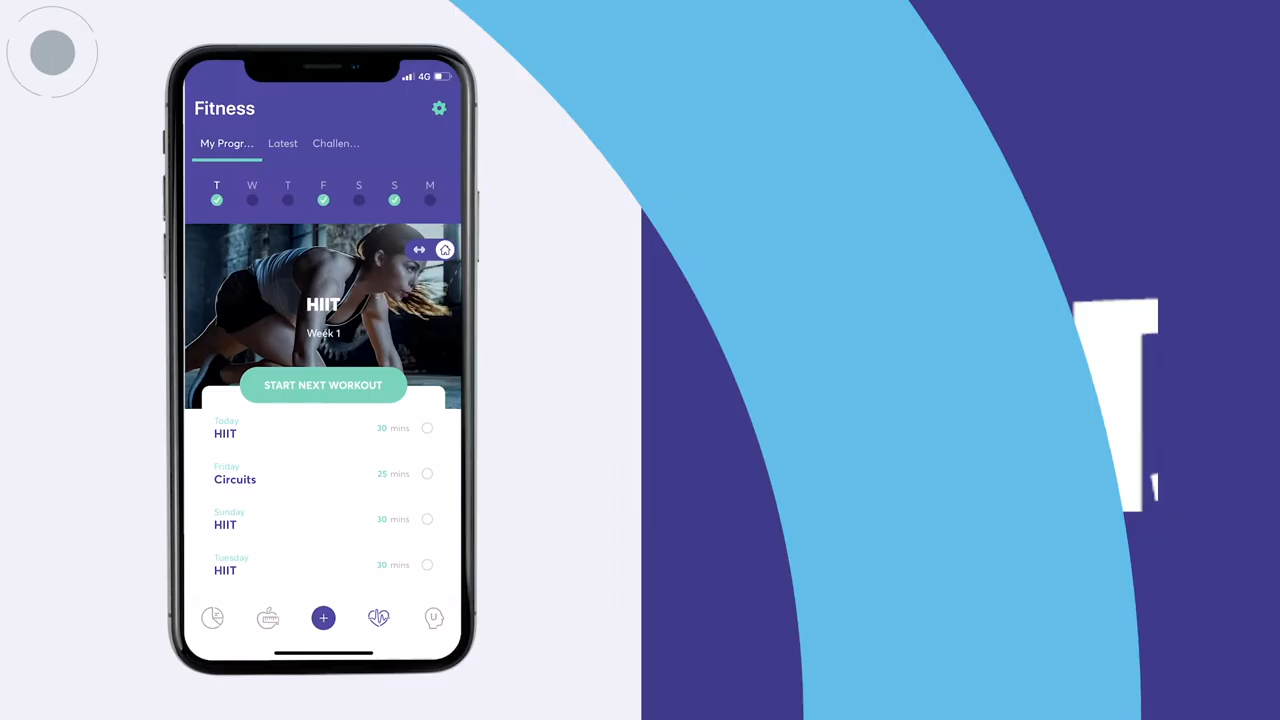 4G
Fitness
My Progr... Latest Challen...
T W T F S S M
HIIT
Week 1
START NEXT WORKOUT
Today
HIIT 30 mins
Friday
Circuits 25 mins
Sunday
HIIT 30 mins
Tuesday
HIIT 30 mins
U